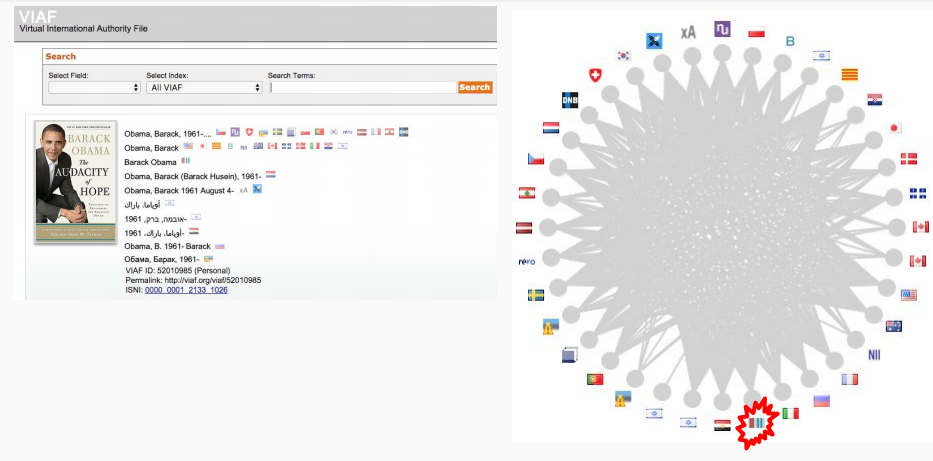 VIAF
Virtual International Authority File
Search
Select Field:
Select Index:
Search Terms:
All VIAF
Search
BARACK
OBAMA
The
AUDACITY
of
HOPE
Obama, Barack, 1961-....
rero
Obama, Barack
B
Barack Obama
Obama, Barack (Barack Husein), 1961-
Obama, Barack 1961 August 4- xA
أوباما، باراك
אובמה, ברק, 1961-
أوباما، باراك، 1961-
Obama, B. 1961- Barack
Обама, Барак, 1961-
VIAF ID: 52010985 (Personal)
Permalink: http://viaf.org/viaf/52010985
ISNI: 0000 0001 2133 1026
xA
nu
B
DNB
rero
NII